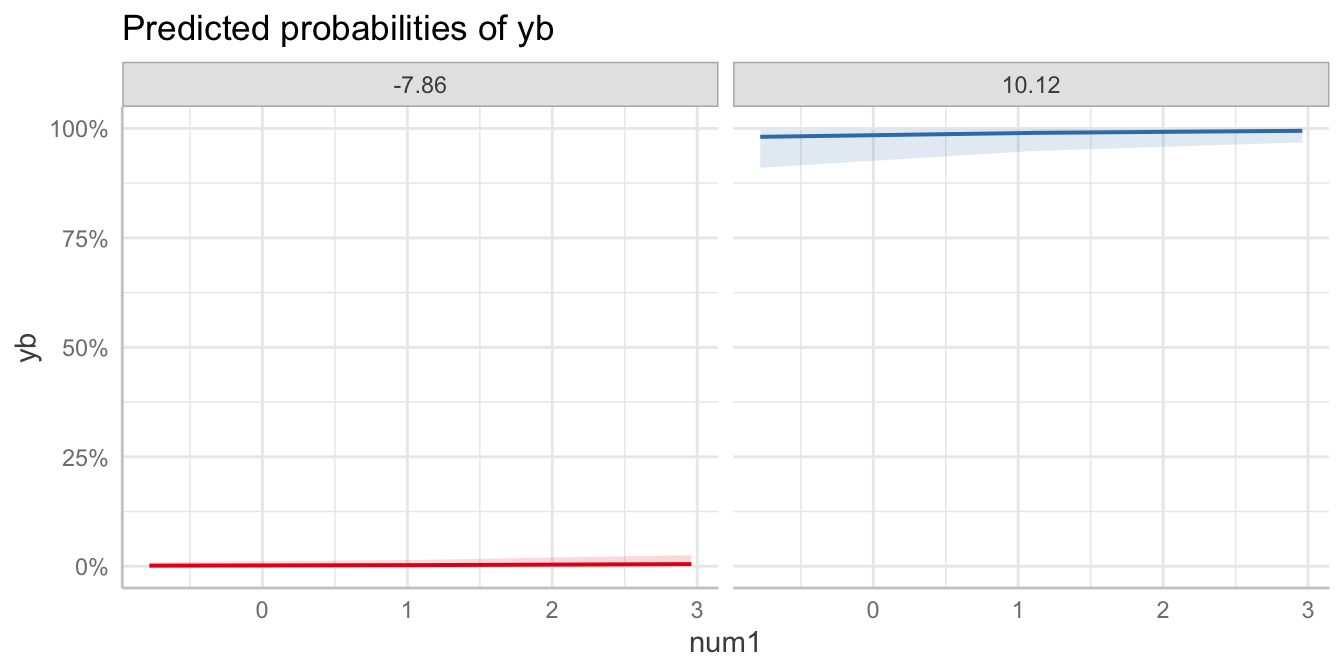 Predicted probabilities of yb
-7.86
10.12
100%
75%
50%
25%
0%
yb
0 1 2 3
0 1 2 3
num1